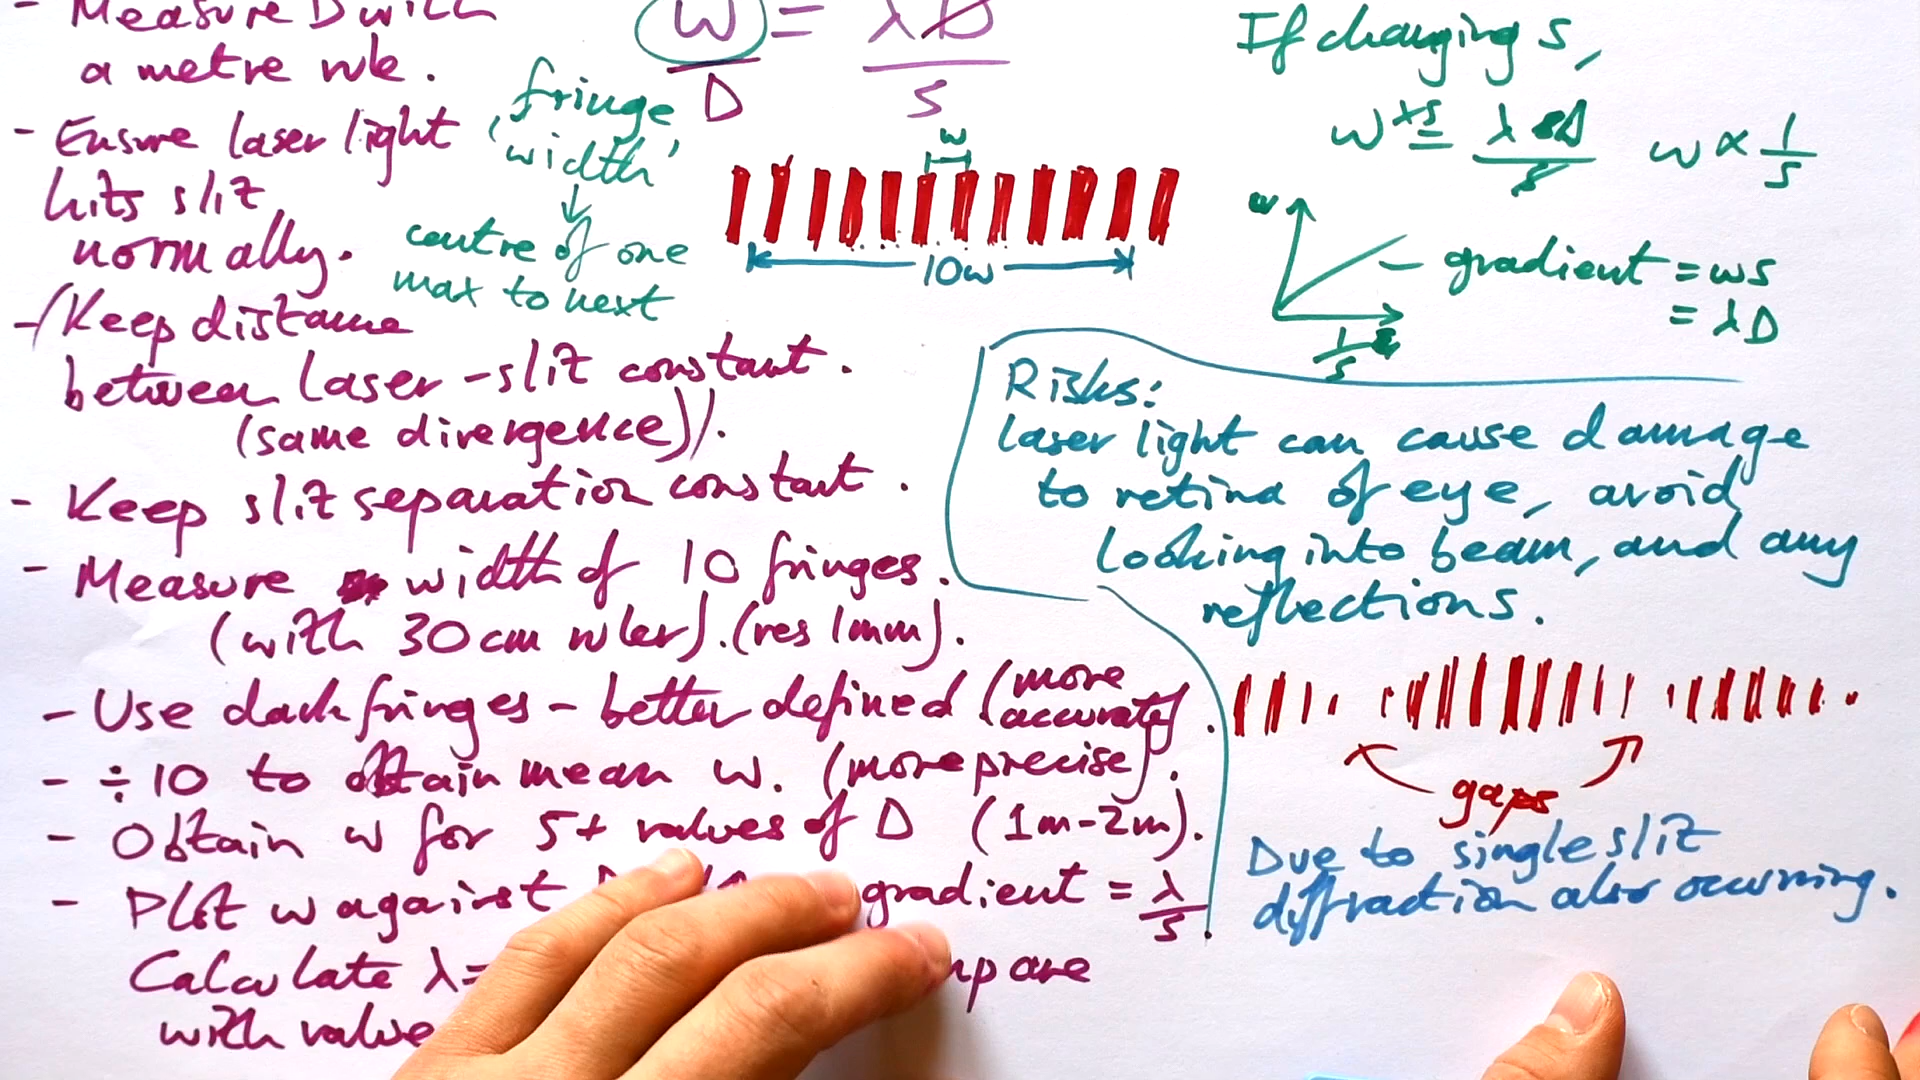 - Measure D with
a metre rule.
- Ensure laser light
hits slit
normally.
- (Keep distance
between laser - slit constant.
(same divergence)).
- Keep slit separation constant.
- Measure width of 10 fringes.
(with 30cm ruler). (res 1mm).
- Use dark fringes - better defined (more
accurate).
- ÷10 to obtain mean w. (more precise).
- Obtain w for 5+ values of D (1m-2m).
- Plot w against gradient = λ/s
Calculate λ=
with value
w = λD/s
D
'fringe
width'
↓
centre of one
max to next
w
10w
If changing s,
w ×s = λD/s w ∝ 1/s
w
1/s
gradient = ws
= λD
Risks:
laser light can cause damage
to retina of eye, avoid
looking into beam, and any
reflections.
gaps
Due to single slit
diffraction also occurring.